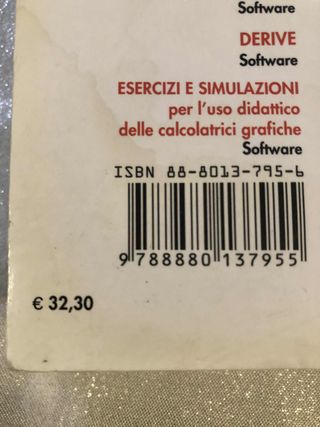 Software
DERIVE
Software
ESERCIZI E SIMULAZIONI
per l'uso didattico
delle calcolatrici grafiche
Software
ISBN 88-8013-795-6
9 788880 137955
€ 32,30